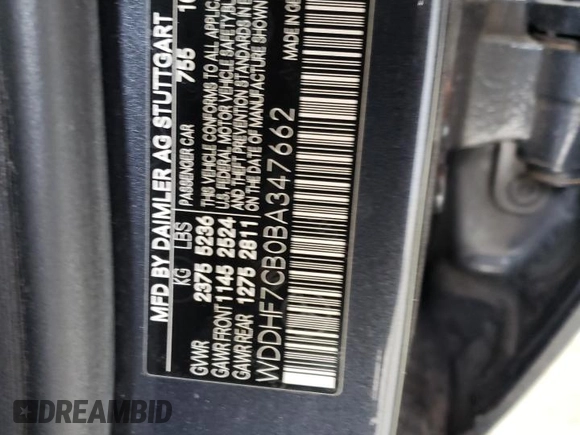 MFD BY DAIMLER AG STUTTGART
KG LBS PASSENGER CAR 755
GVWR 2375 5236
GAWR FRONT 1145 2524
GAWR REAR 1275 2811
THIS VEHICLE CONFORMS TO ALL
U.S. FEDERAL MOTOR VEHICLE SAFETY
AND THEFT PREVENTION STANDARDS IN
ON THE DATE OF MANUFACTURE SHOWN
MADE IN
WDDHF7CB0BA347662
DREAMBID